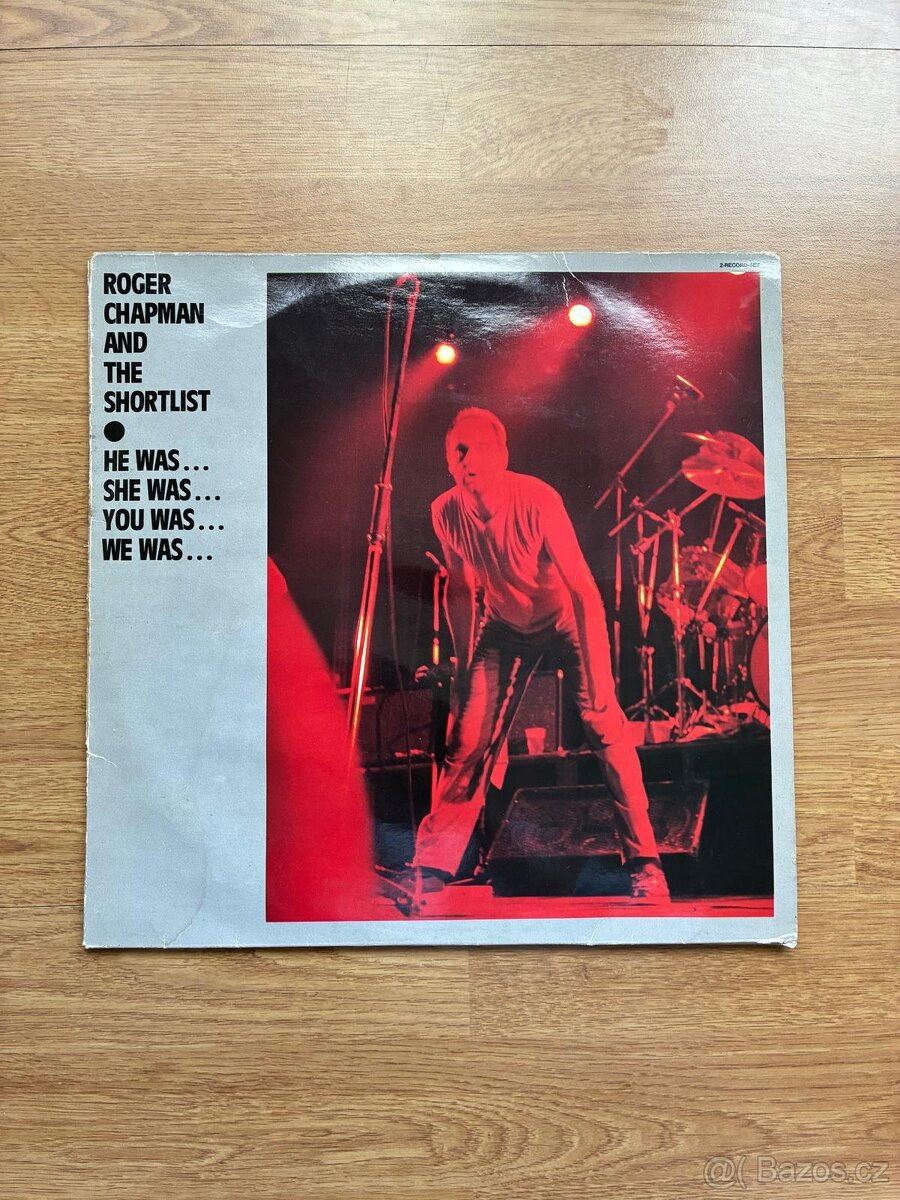 2-RECORD-SET
ROGER
CHAPMAN
AND
THE
SHORTLIST
HE WAS...
SHE WAS...
YOU WAS...
WE WAS...
@( Bazos.cz